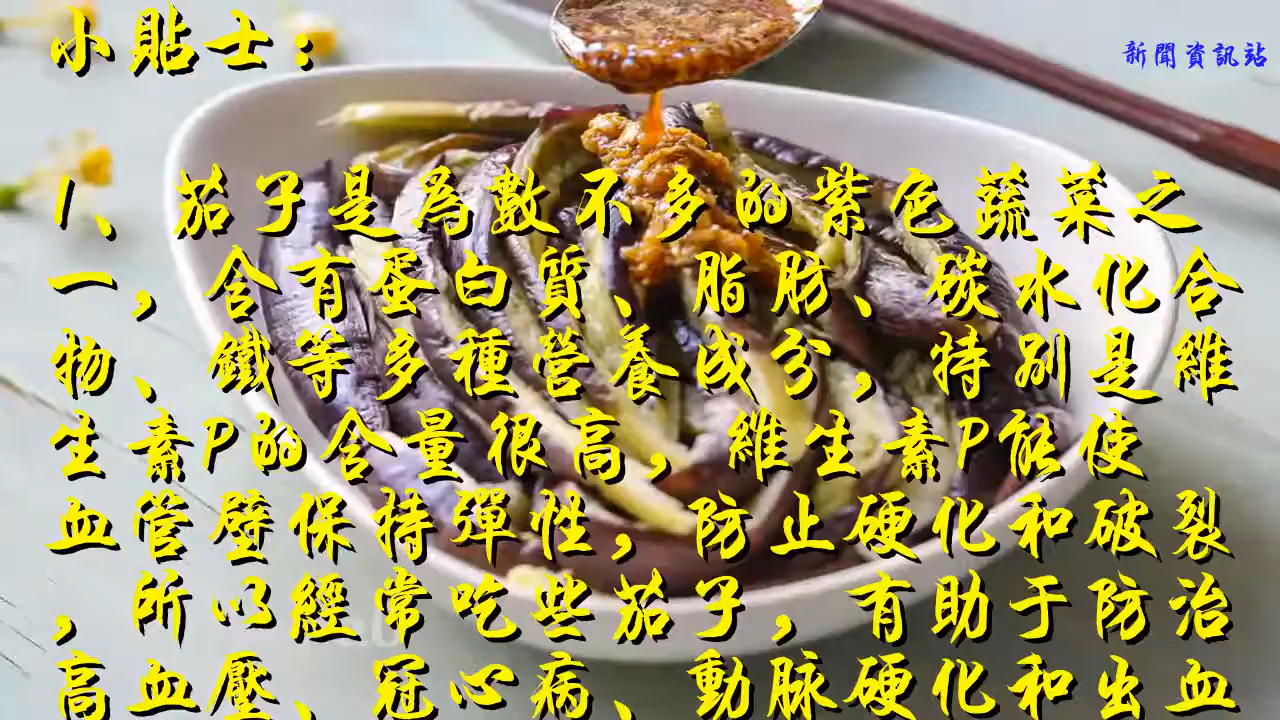 小貼士：
新聞資訊站
1、茄子是爲數不多的紫色蔬菜之
一，含有蛋白質、脂肪、碳水化合
物、鐵等多種營養成分，特別是維
生素P的含量很高，維生素P能使
血管壁保持彈性，防止硬化和破裂
，所以經常吃些茄子，有助于防治
高血壓、冠心病、動脈硬化和出血